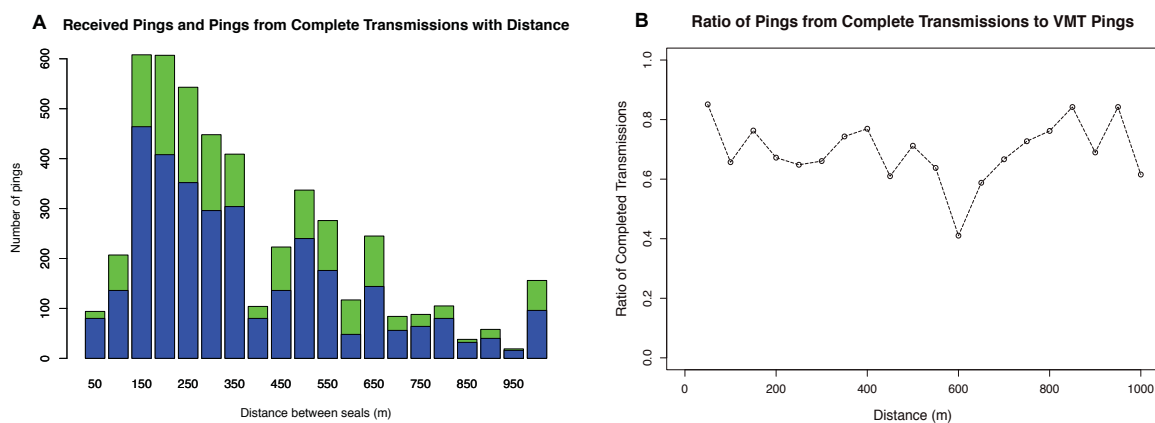 A Received Pings and Pings from Complete Transmissions with Distance
Number of pings
600
500
400
300
200
100
0
50 150 250 350 450 550 650 750 850 950
Distance between seals (m)
B Ratio of Pings from Complete Transmissions to VMT Pings
Ratio of Completed Transmissions
1.0
0.8
0.6
0.4
0.2
0.0
0 200 400 600 800 1000
Distance (m)